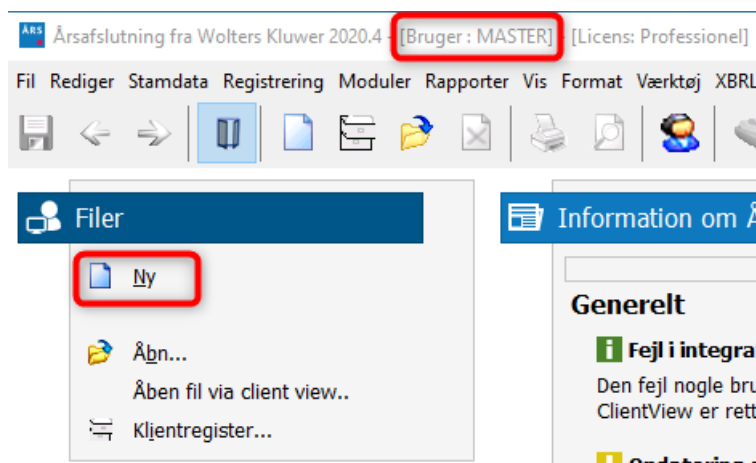 ÅRS Årsafslutning fra Wolters Kluwer 2020.4 - [Bruger : MASTER] - [Licens: Professionel]
Fil Rediger Stamdata Registrering Moduler Rapporter Vis Format Værktøj XBRL
Filer
Ny
Åbn...
Åben fil via client view..
Klientregister...
Information om Å
Generelt
Fejl i integra
Den fejl nogle bru
ClientView er rett